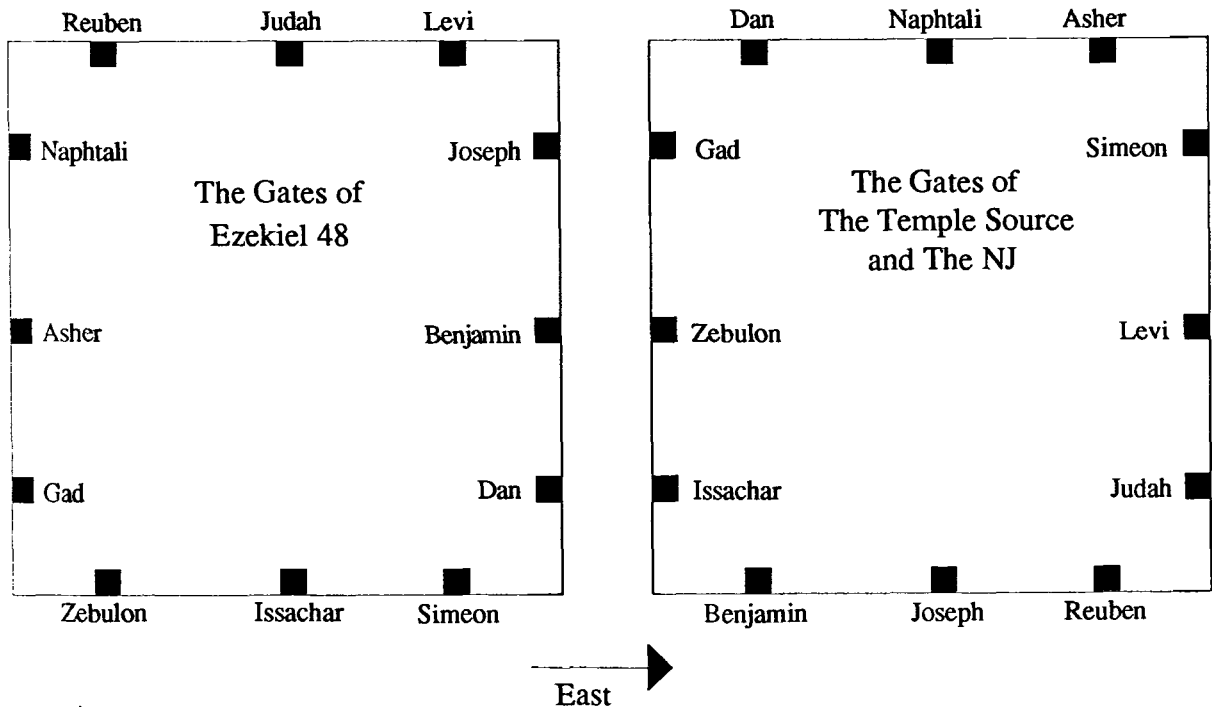 Reuben Judah Levi
Naphtali Joseph
The Gates of
Ezekiel 48
Asher Benjamin
Gad Dan
Zebulon Issachar Simeon
Dan Naphtali Asher
Gad Simeon
The Gates of
The Temple Source
and The NJ
Zebulon Levi
Issachar Judah
Benjamin Joseph Reuben
East